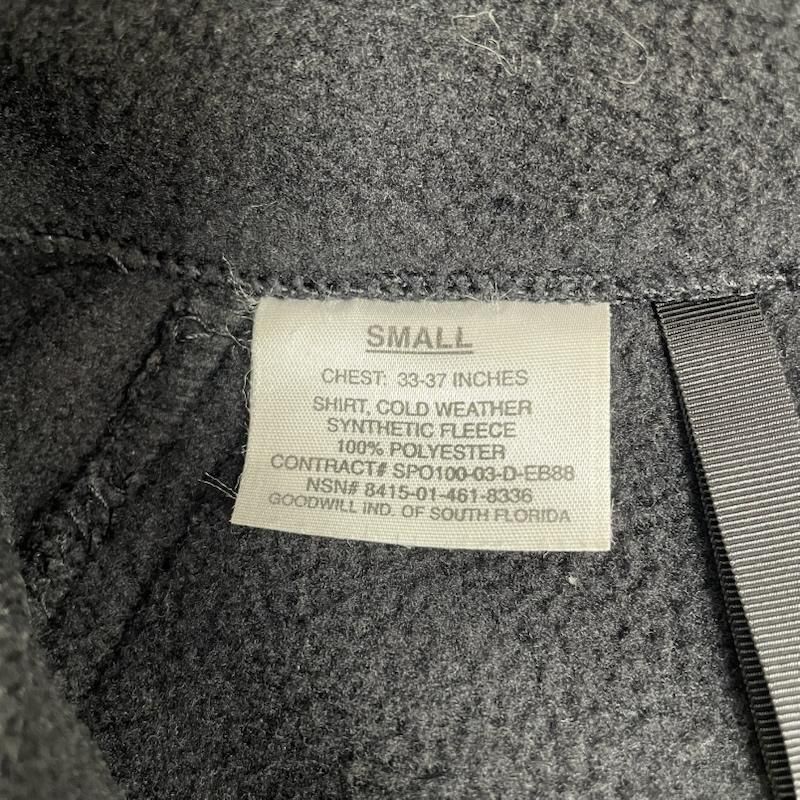 SMALL
CHEST: 33-37 INCHES
SHIRT, COLD WEATHER
SYNTHETIC FLEECE
100% POLYESTER
CONTRACT# SPO100-03-D-EB88
NSN# 8415-01-461-8336
GOODWILL IND. OF SOUTH FLORIDA